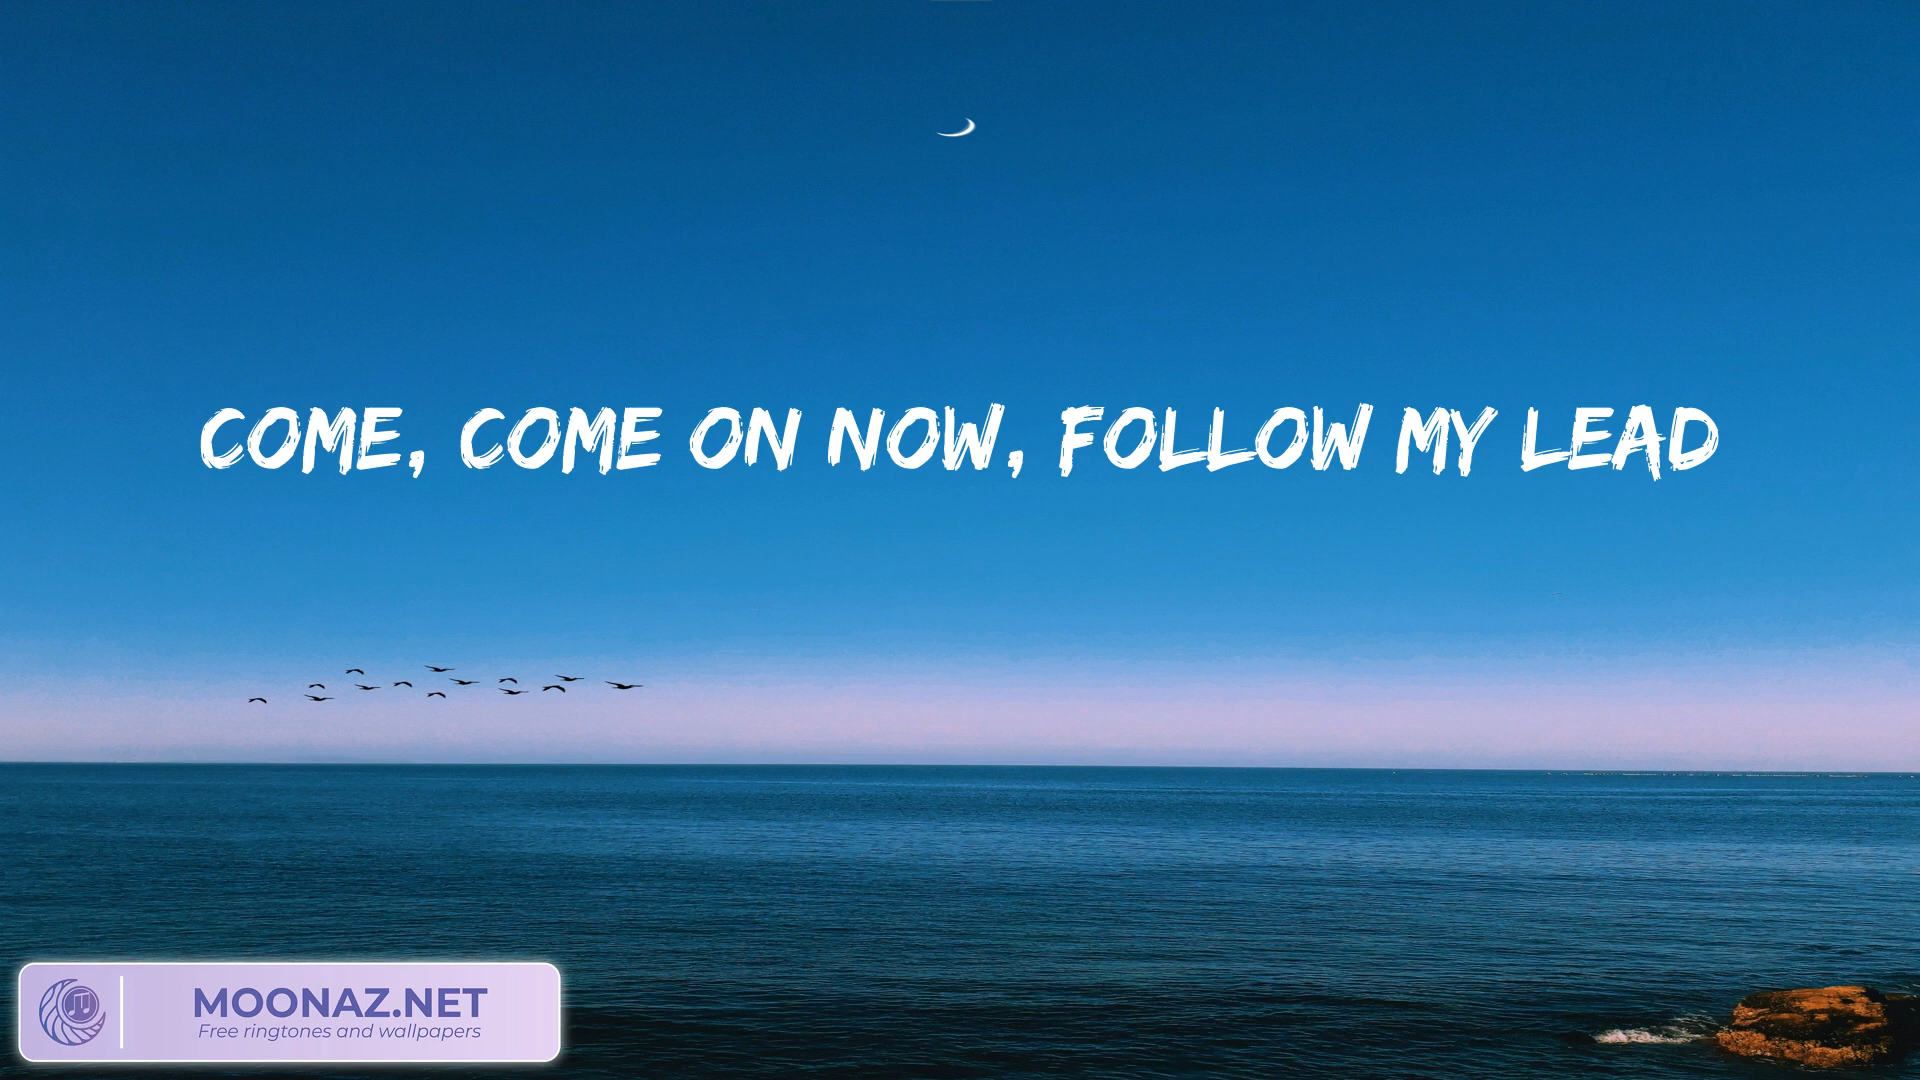 COME, COME ON NOW, FOLLOW MY LEAD
MOONAZ.NET
Free ringtones and wallpapers